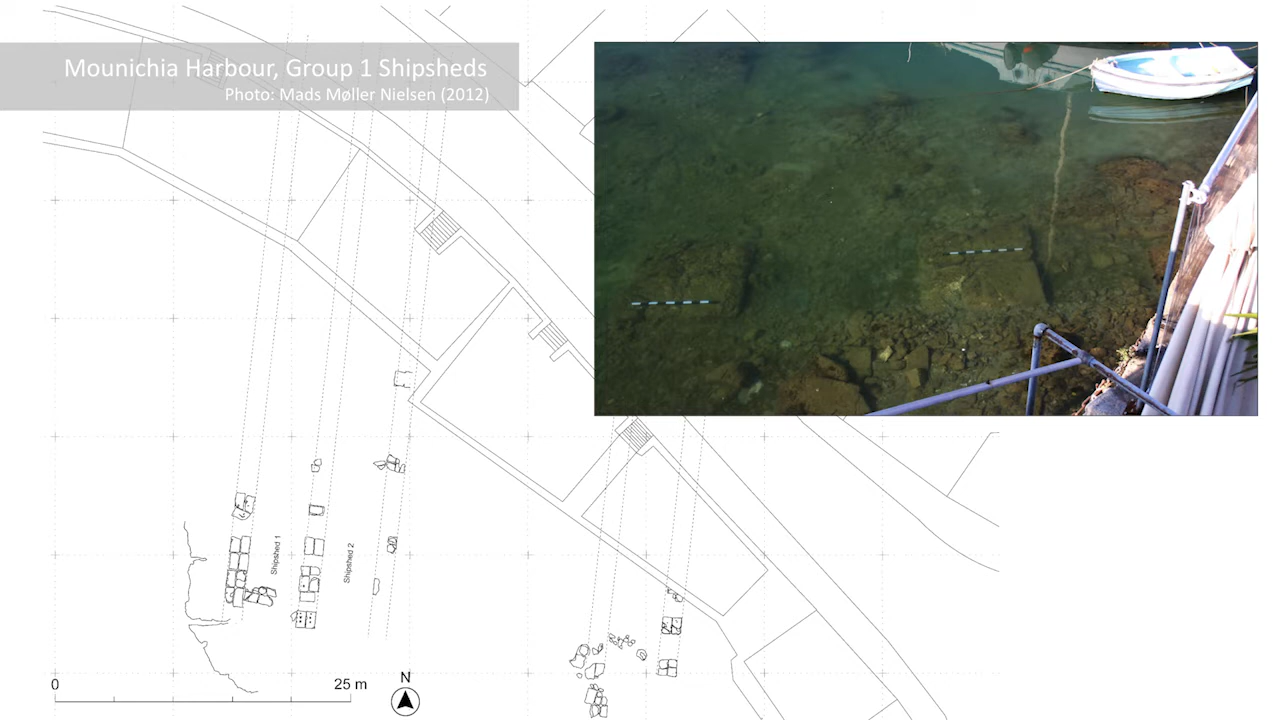 Mounichia Harbour, Group 1 Shipsheds
Photo: Mads Møller Nielsen (2012)
Shipshed 1
Shipshed 2
0
25 m
N